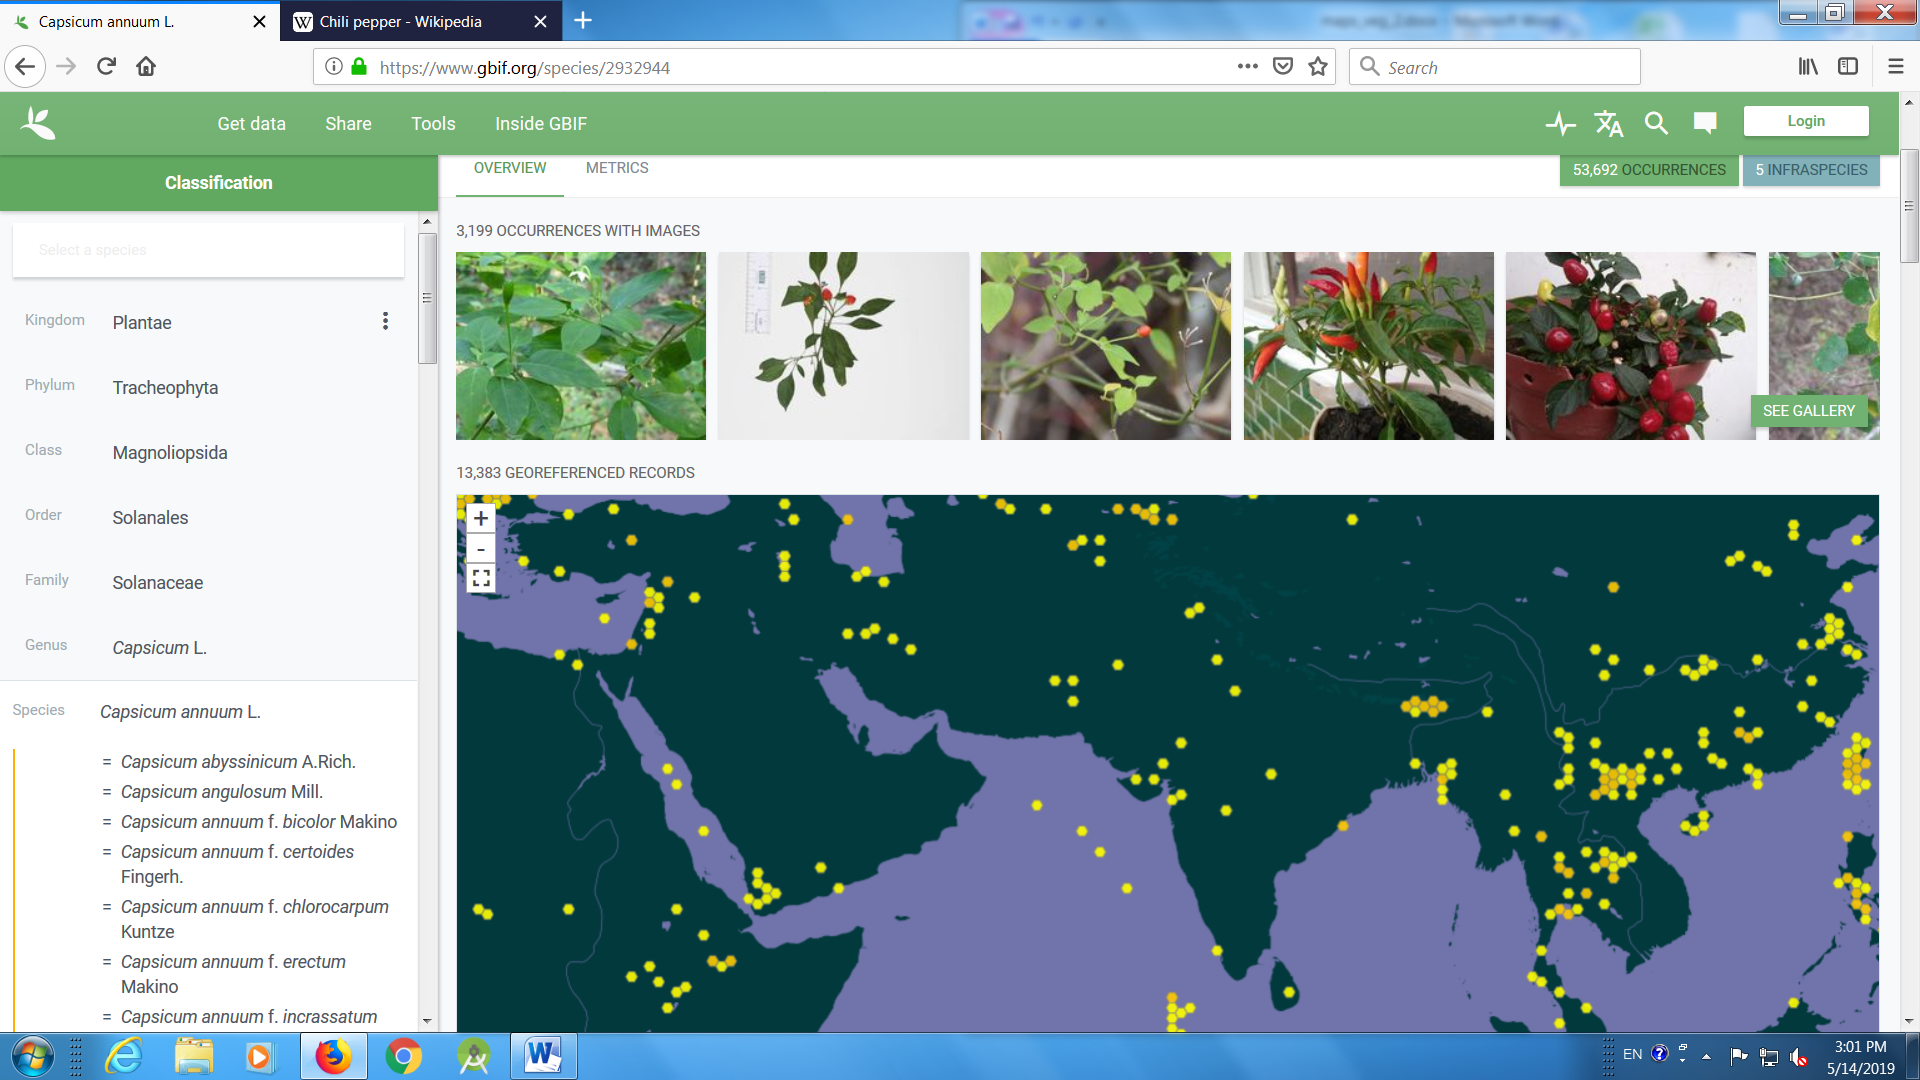 Capsicum annuum L.
Chili pepper - Wikipedia
https://www.gbif.org/species/2932944
Search
Get data
Share
Tools
Inside GBIF
Login
Classification
OVERVIEW
METRICS
53,692 OCCURRENCES
5 INFRASPECIES
Select a species
3,199 OCCURRENCES WITH IMAGES
SEE GALLERY
Kingdom Plantae
Phylum Tracheophyta
Class Magnoliopsida
Order Solanales
Family Solanaceae
Genus Capsicum L.
Species Capsicum annuum L.
= Capsicum abyssinicum A.Rich.
= Capsicum angulosum Mill.
= Capsicum annuum f. bicolor Makino
= Capsicum annuum f. certoides
Fingerh.
= Capsicum annuum f. chlorocarpum
Kuntze
= Capsicum annuum f. erectum
Makino
= Capsicum annuum f. incrassatum
13,383 GEOREFERENCED RECORDS
+
-
EN
3:01 PM
5/14/2019